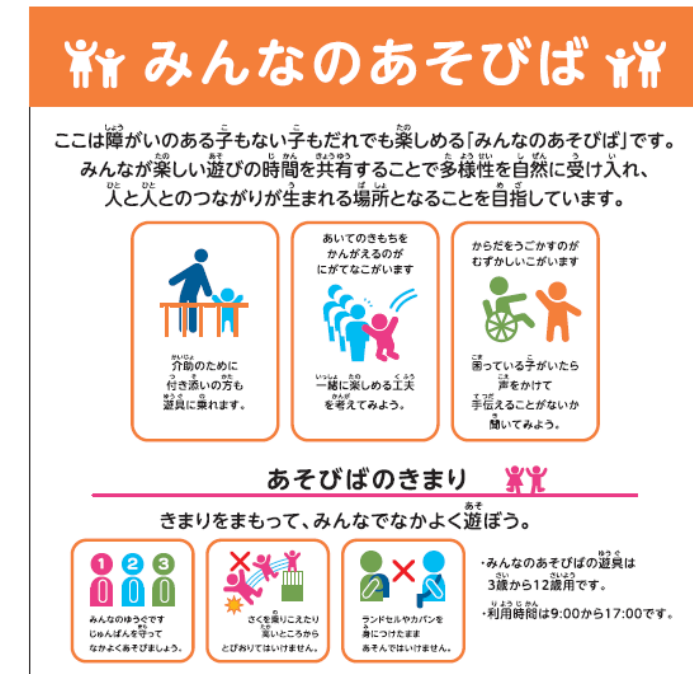 みんなのあそびば
ここは障がいのある子もない子もだれでも楽しめる「みんなのあそびば」です。
みんなが楽しい遊びの時間を共有することで多様性を自然に受け入れ、
人と人とのつながりが生まれる場所となることを目指しています。
介助のために
付き添いの方も
遊具に乗れます。
あいてのきもちを
かんがえるのが
にがてなこがいます
一緒に楽しめる工夫
を考えてみよう。
からだをうごかすのが
むずかしいこがいます
困っている子がいたら
声をかけて
手伝えることがないか
聞いてみよう。
あそびばのきまり
きまりをまもって、みんなでなかよく遊ぼう。
1 2 3
みんなのゆうぐです
じゅんばんを守って
なかよくあそびましょう。
さくを乗りこえたり
高いところから
とびおりてはいけません。
ランドセルやカバンを
身につけたまま
あそんではいけません。
・みんなのあそびばの遊具は
3歳から12歳用です。
・利用時間は9:00から17:00です。